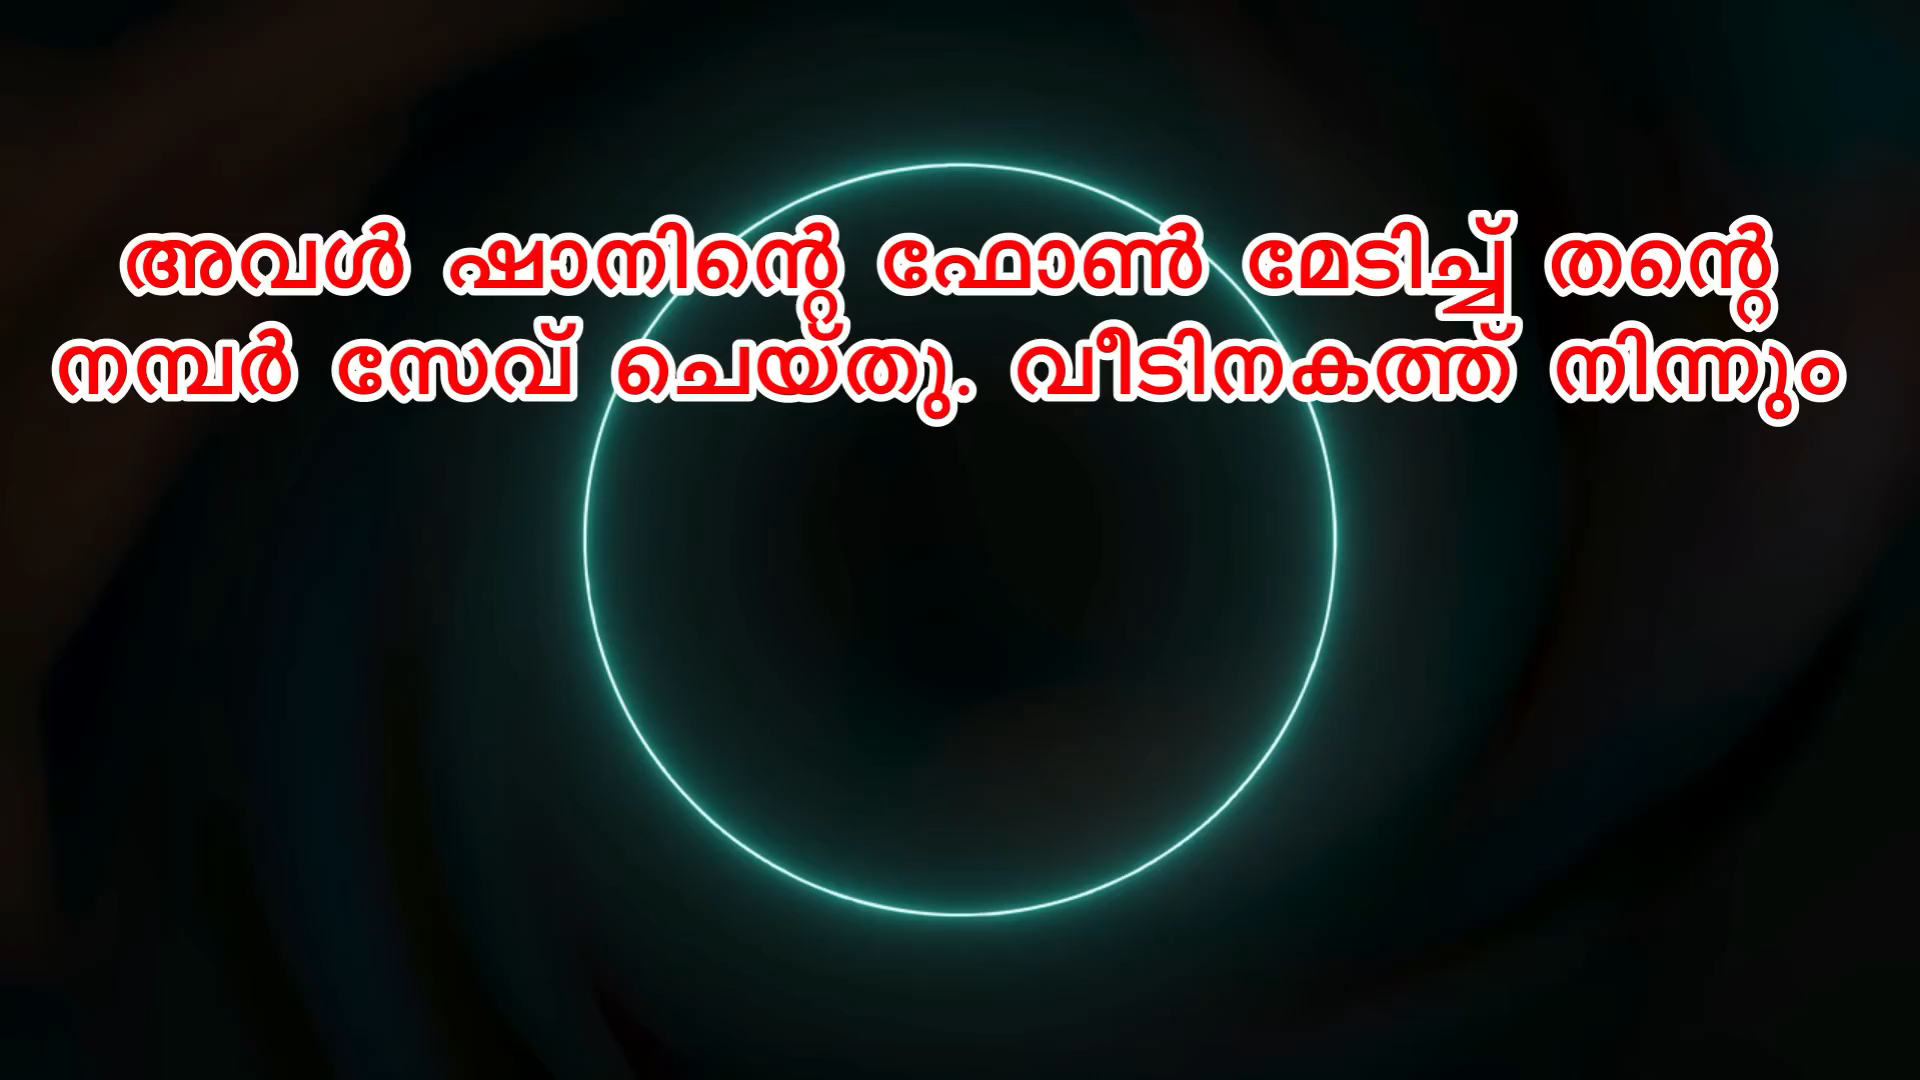 അവൾ ഷാനിന്റെ ഫോൺ മേടിച്ച് തന്റെ
നമ്പർ സേവ് ചെയ്തു. വീടിനകത്ത് നിന്നും